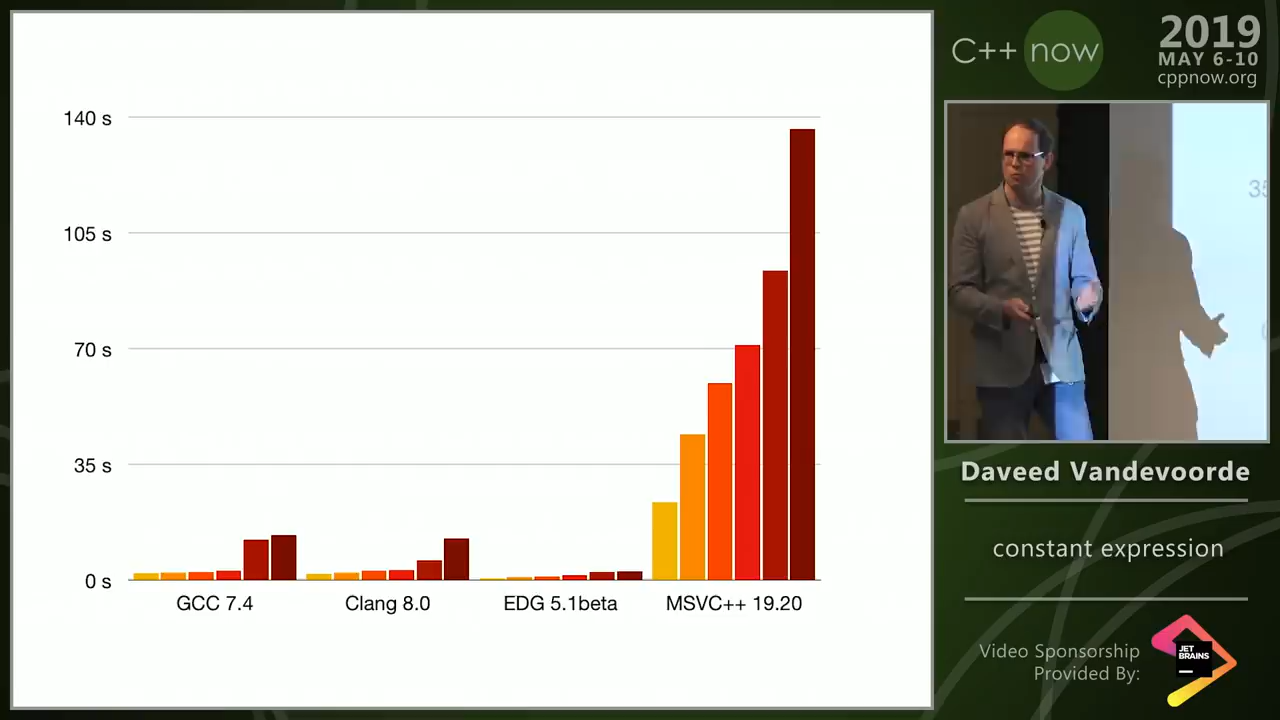 140 s
105 s
70 s
35 s
0 s
GCC 7.4
Clang 8.0
EDG 5.1beta
MSVC++ 19.20
C++ now
2019
MAY 6-10
cppnow.org
35
Daveed Vandevoorde
constant expression
Video Sponsorship
Provided By:
JET
BRAINS